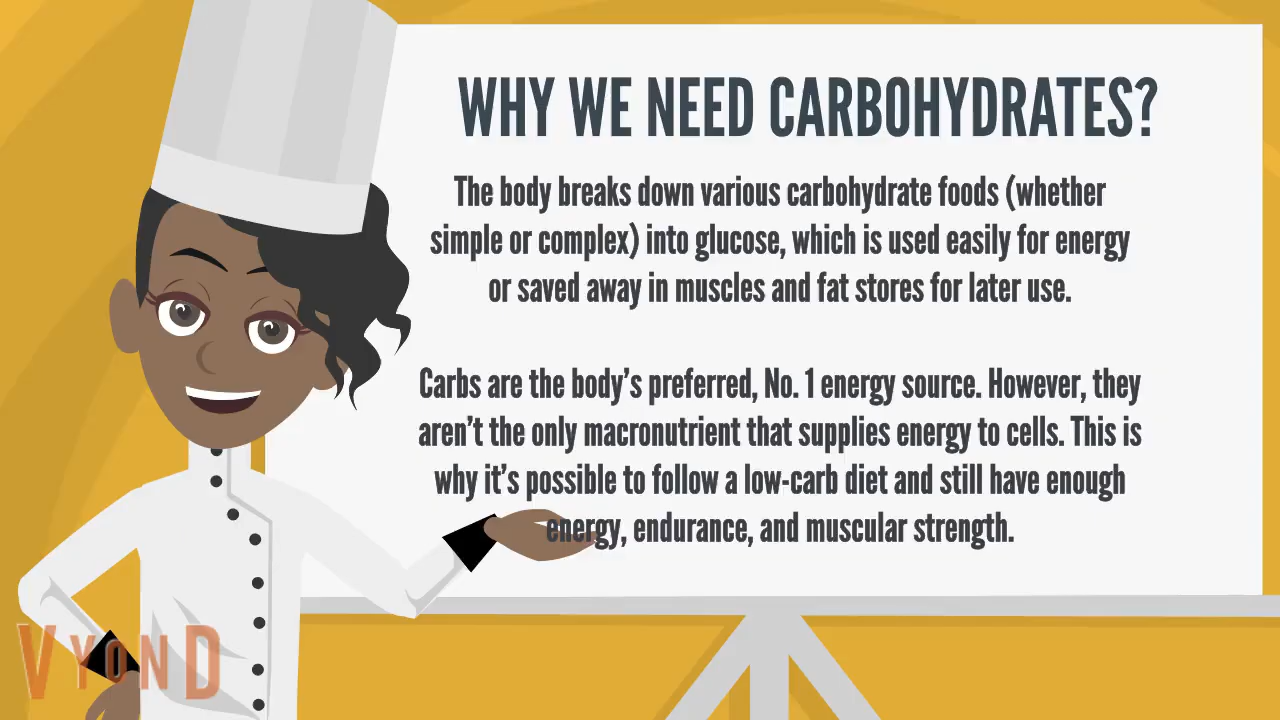 WHY WE NEED CARBOHYDRATES?
The body breaks down various carbohydrate foods (whether
simple or complex) into glucose, which is used easily for energy
or saved away in muscles and fat stores for later use.
Carbs are the body's preferred, No. 1 energy source. However, they
aren't the only macronutrient that supplies energy to cells. This is
why it's possible to follow a low-carb diet and still have enough
energy, endurance, and muscular strength.
VYOND